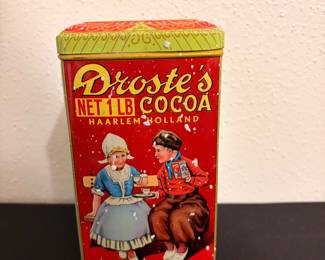 Droste's
NET 1 LB COCOA
HAARLEM-HOLLAND